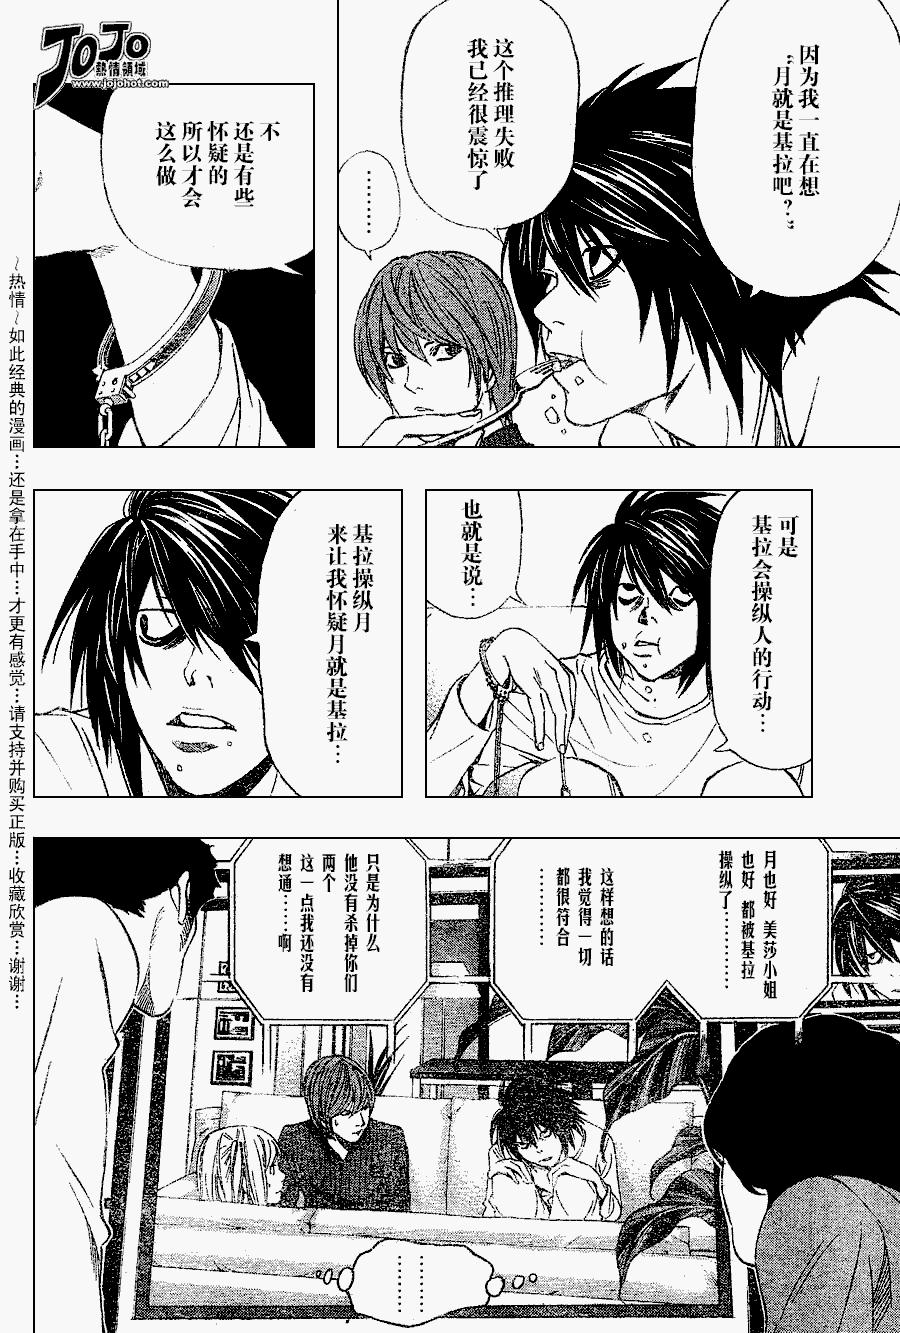 因为我一直在想
“月就是基拉吧？”
这个推理失败
我已经很震惊了
………
不
还是有些
怀疑的
所以才会
这么做
可是
基拉会操纵人的行动…
也就是说…
基拉操纵月
来让我怀疑月就是基拉…
月也好 美莎小姐
也好 都被基拉
操纵了…………
这样想的话
我觉得一切
都很符合
…………
只是为什么
他没有杀掉你们
两个
这一点我还没有
想通……啊
………
JOJO
热情领域
www.jojohot.com
～热情～如此经典的漫画…还是拿在手中…才更有感觉…请支持并购买正版…收藏欣赏…谢谢…